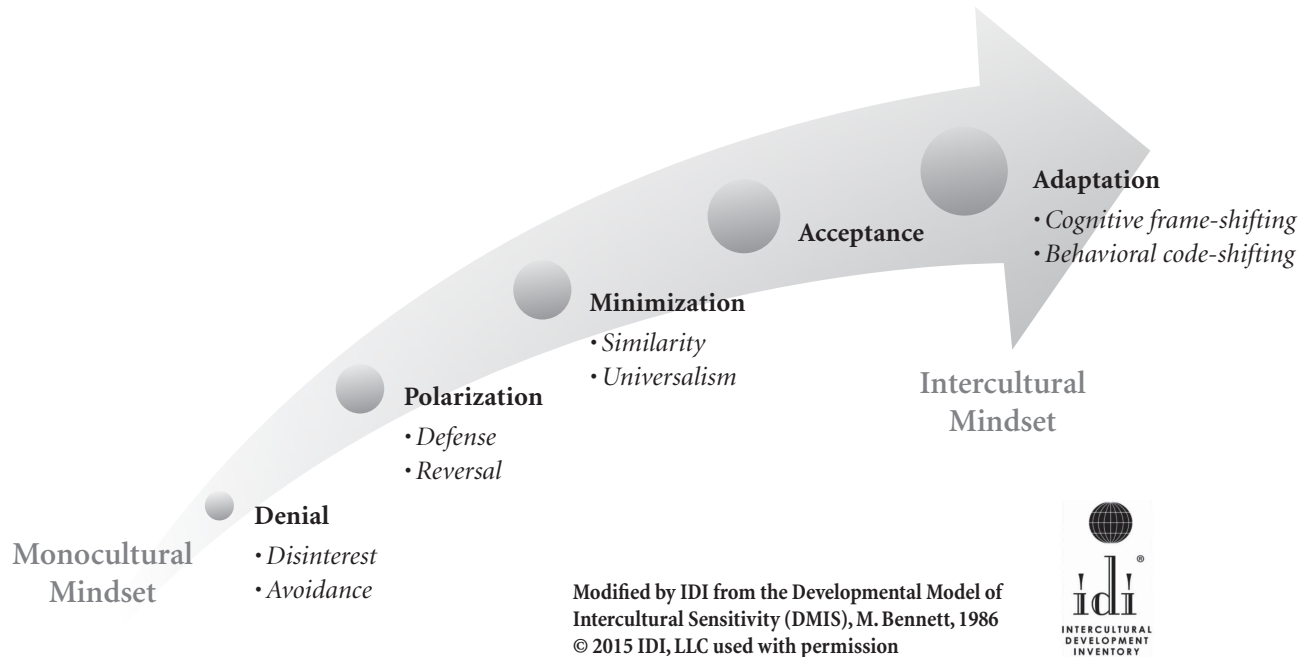 Adaptation
• Cognitive frame-shifting
• Behavioral code-shifting
Acceptance
Minimization
• Similarity
• Universalism
Intercultural
Mindset
Polarization
• Defense
• Reversal
Denial
• Disinterest
• Avoidance
Monocultural
Mindset
Modified by IDI from the Developmental Model of
Intercultural Sensitivity (DMIS), M. Bennett, 1986
© 2015 IDI, LLC used with permission
idi®
INTERCULTURAL
DEVELOPMENT
INVENTORY